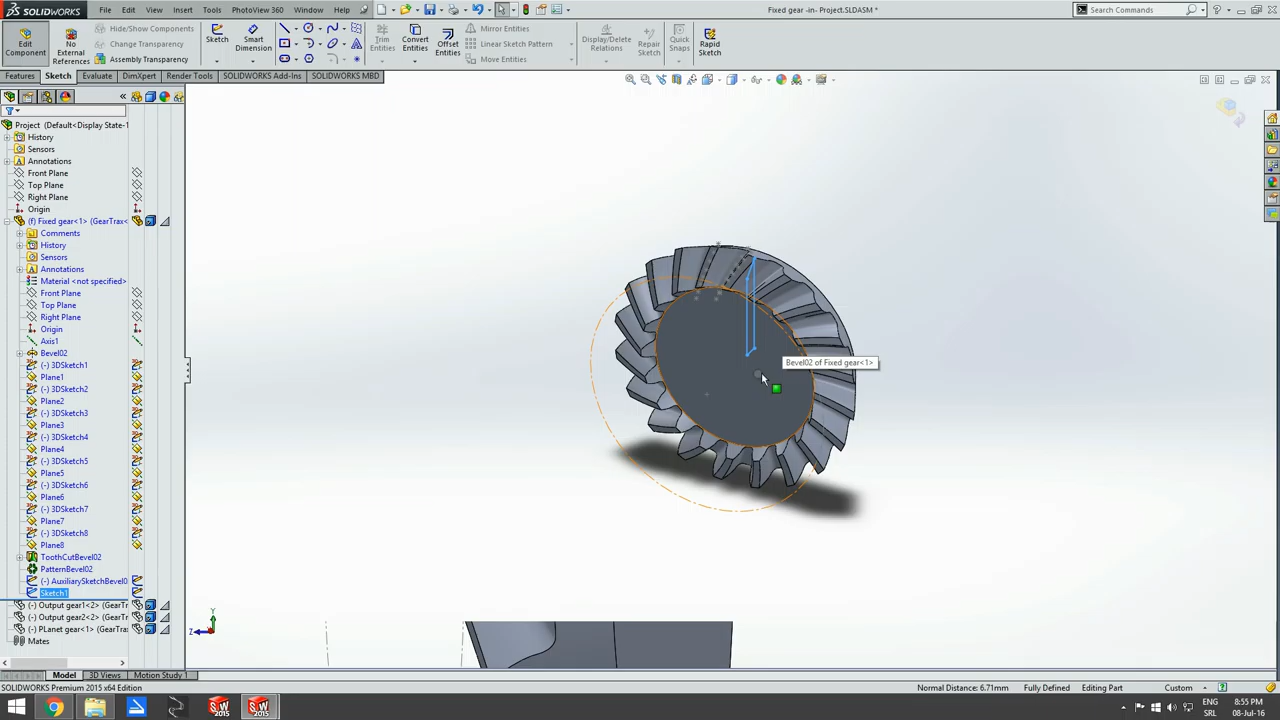 SOLIDWORKS
File Edit View Insert Tools PhotoView 360 Window Help
Fixed gear -in- Project.SLDASM *
Search Commands
Edit Component
No External References
Hide/Show Components
Change Transparency
Assembly Transparency
Sketch
Smart Dimension
Trim Entities
Convert Entities
Offset Entities
Mirror Entities
Linear Sketch Pattern
Move Entities
Display/Delete Relations
Repair Sketch
Quick Snaps
Rapid Sketch
Features Sketch Evaluate DimXpert Render Tools SOLIDWORKS Add-Ins SOLIDWORKS MBD
Project (Default<Display State-1
History
Sensors
Annotations
Front Plane
Top Plane
Right Plane
Origin
(f) Fixed gear<1> (GearTrax<
Comments
History
Sensors
Annotations
Material <not specified>
Front Plane
Top Plane
Right Plane
Origin
Axis1
Bevel02
(-) 3DSketch1
Plane1
(-) 3DSketch2
Plane2
(-) 3DSketch3
Plane3
(-) 3DSketch4
Plane4
(-) 3DSketch5
Plane5
(-) 3DSketch6
Plane6
(-) 3DSketch7
Plane7
(-) 3DSketch8
Plane8
ToothCutBevel02
PatternBevel02
(-) AuxiliarySketchBevel0
Sketch1
(-) Output gear1<2> (GearTr
(-) Output gear2<2> (GearTr
(-) PLanet gear<1> (GearTrax
Mates
Bevel02 of Fixed gear<1>
Y
Z
Model 3D Views Motion Study 1
SOLIDWORKS Premium 2015 x64 Edition
Normal Distance: 6.71mm Fully Defined Editing Part Custom
2015
2015
ENG 8:55 PM
SRL 08-Jul-16